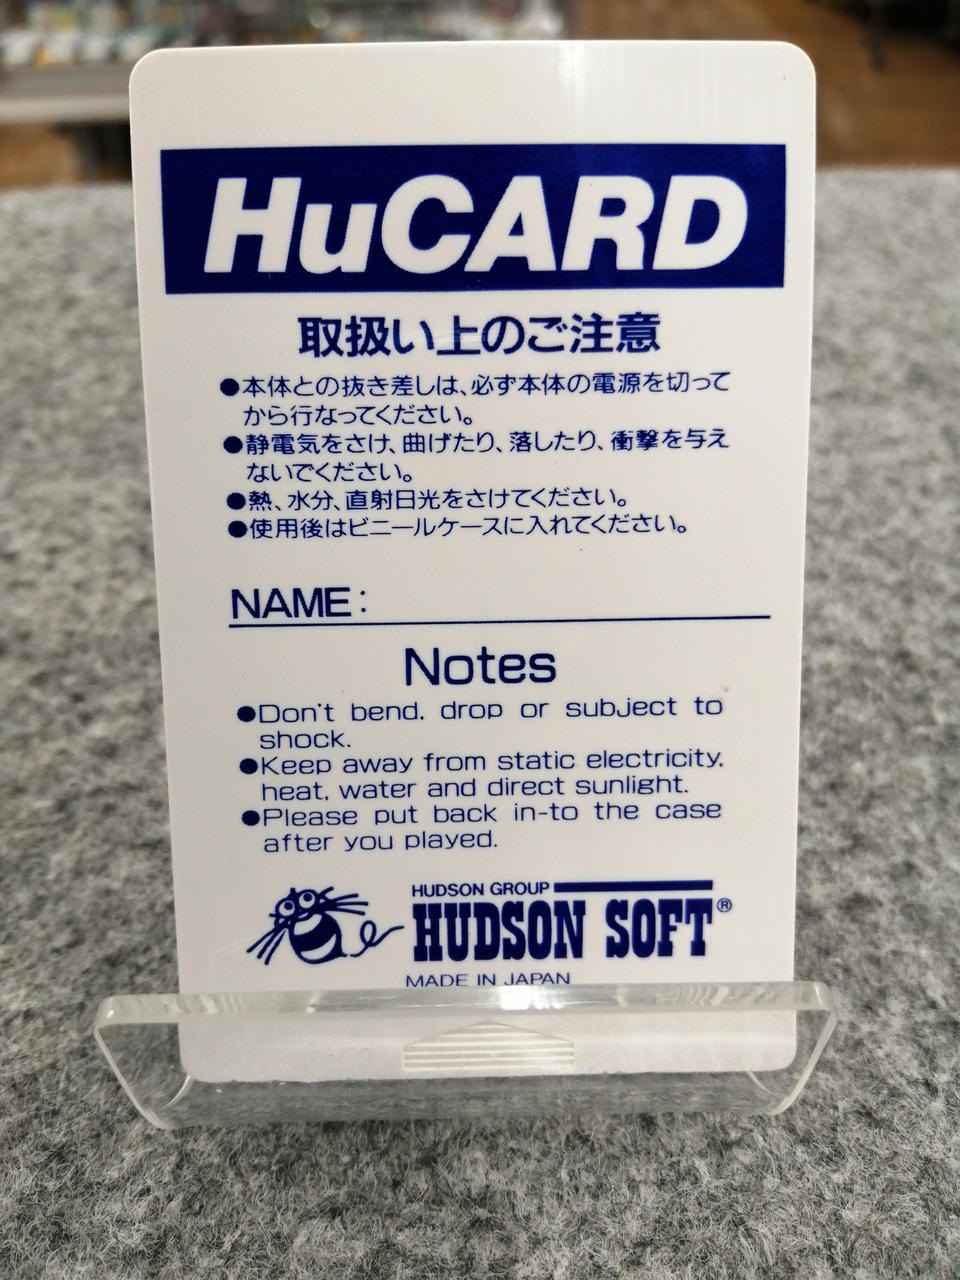 HuCARD
取扱い上のご注意
●本体との抜き差しは、必ず本体の電源を切って
から行なってください。
●静電気をさけ、曲げたり、落したり、衝撃を与え
ないでください。
●熱、水分、直射日光をさけてください。
●使用後はビニールケースに入れてください。
NAME:
Notes
●Don't bend, drop or subject to
shock.
●Keep away from static electricity,
heat, water and direct sunlight.
●Please put back in-to the case
after you played.
HUDSON GROUP
HUDSON SOFT®
MADE IN JAPAN